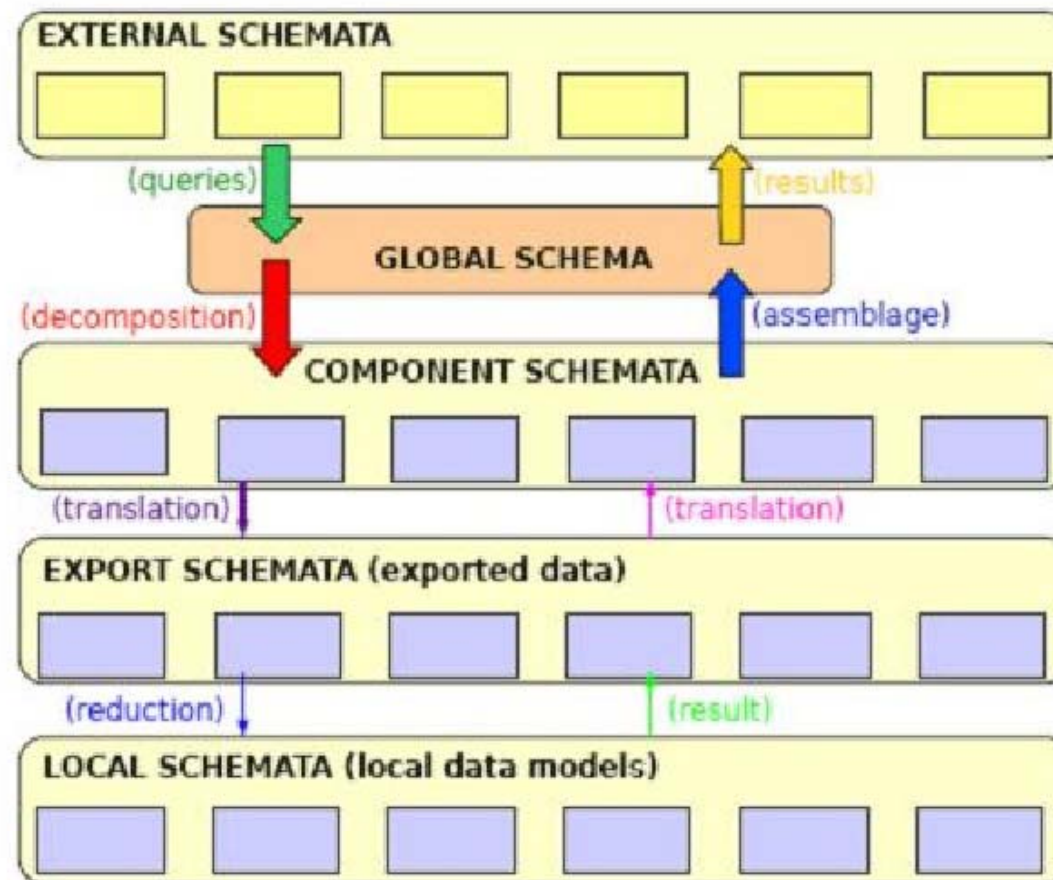 EXTERNAL SCHEMATA
(queries)
(results)
GLOBAL SCHEMA
(decomposition)
(assemblage)
COMPONENT SCHEMATA
(translation)
(translation)
EXPORT SCHEMATA (exported data)
(reduction)
(result)
LOCAL SCHEMATA (local data models)